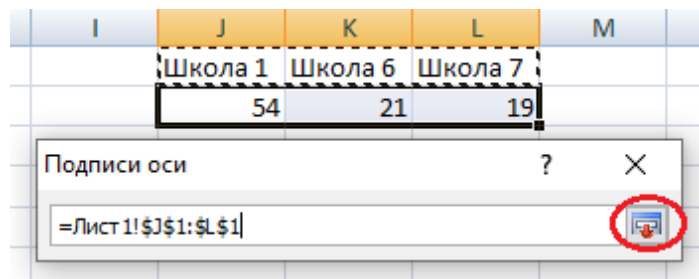 I J K L M
Школа 1 Школа 6 Школа 7
54 21 19
Подписи оси ? ×
=Лист1!$J$1:$L$1